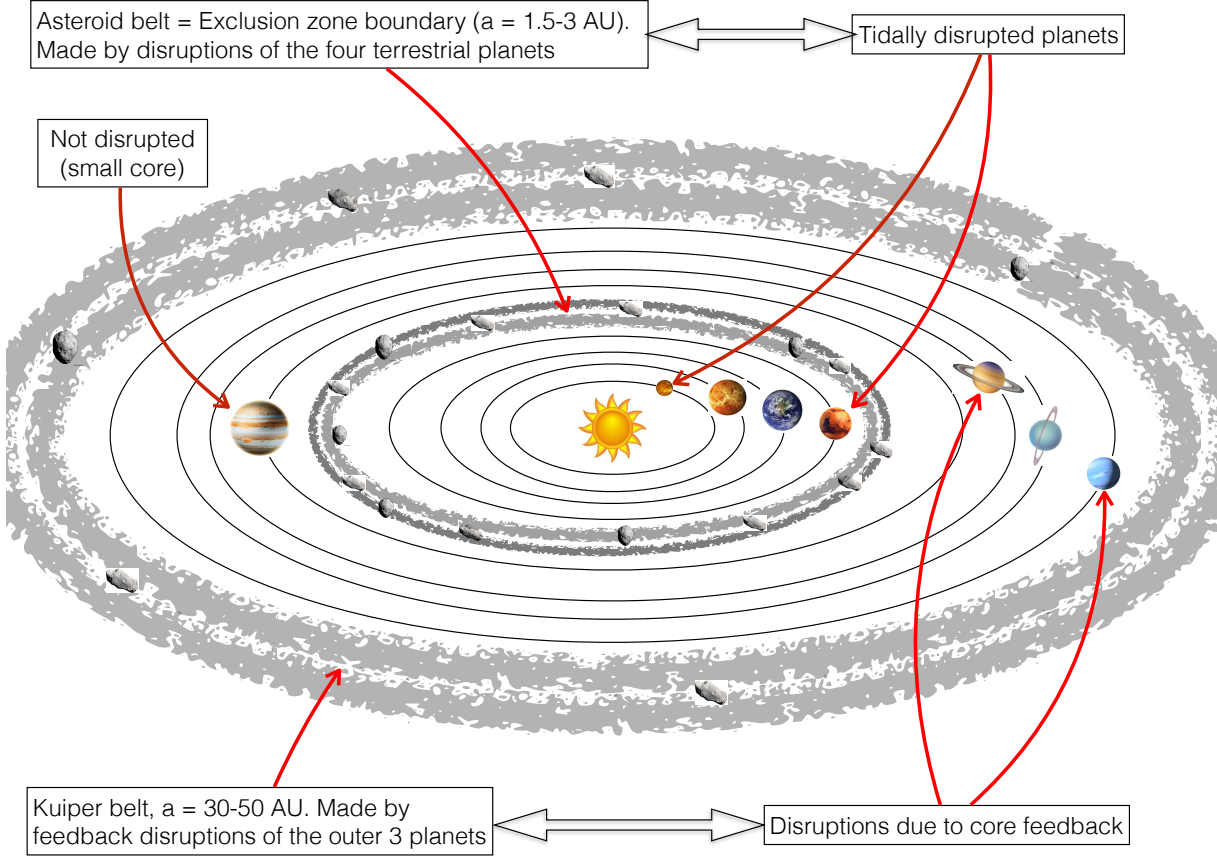 Asteroid belt = Exclusion zone boundary (a = 1.5-3 AU).
Made by disruptions of the four terrestrial planets
Tidally disrupted planets
Not disrupted
(small core)
Kuiper belt, a = 30-50 AU. Made by
feedback disruptions of the outer 3 planets
Disruptions due to core feedback